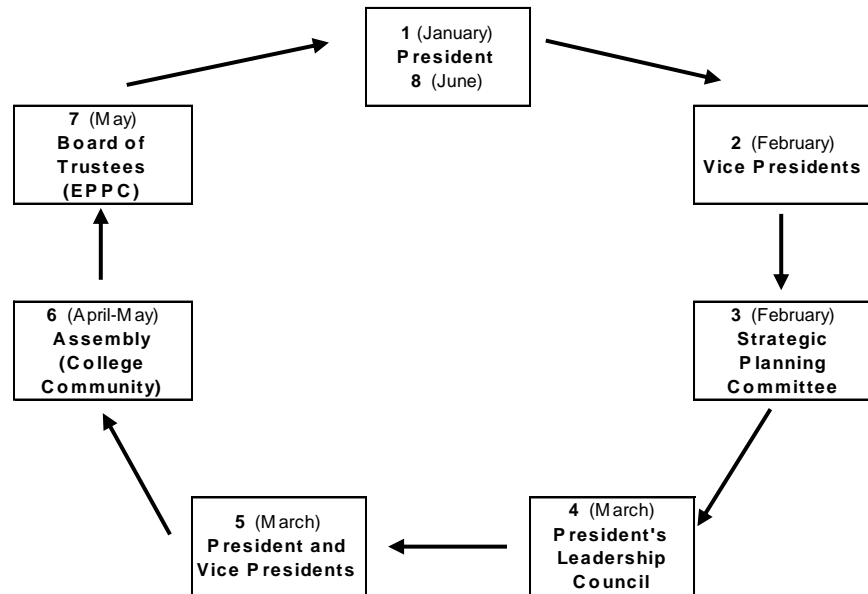 1 (January)
President
8 (June)
2 (February)
Vice Presidents
3 (February)
Strategic
Planning
Committee
4 (March)
President's
Leadership
Council
5 (March)
President and
Vice Presidents
6 (April-May)
Assembly
(College
Community)
7 (May)
Board of
Trustees
(EPPC)